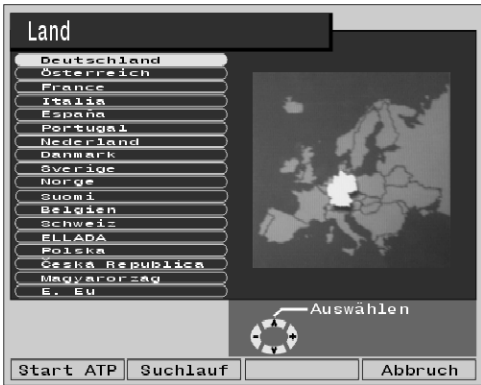 Land
Deutschland
Österreich
France
Italia
España
Portugal
Nederland
Danmark
Sverige
Norge
Suomi
Belgien
Schweiz
ELLADA
Polska
Česka Republica
Magyarorzág
E. Eu
Auswählen
- +
Start ATP Suchlauf Abbruch